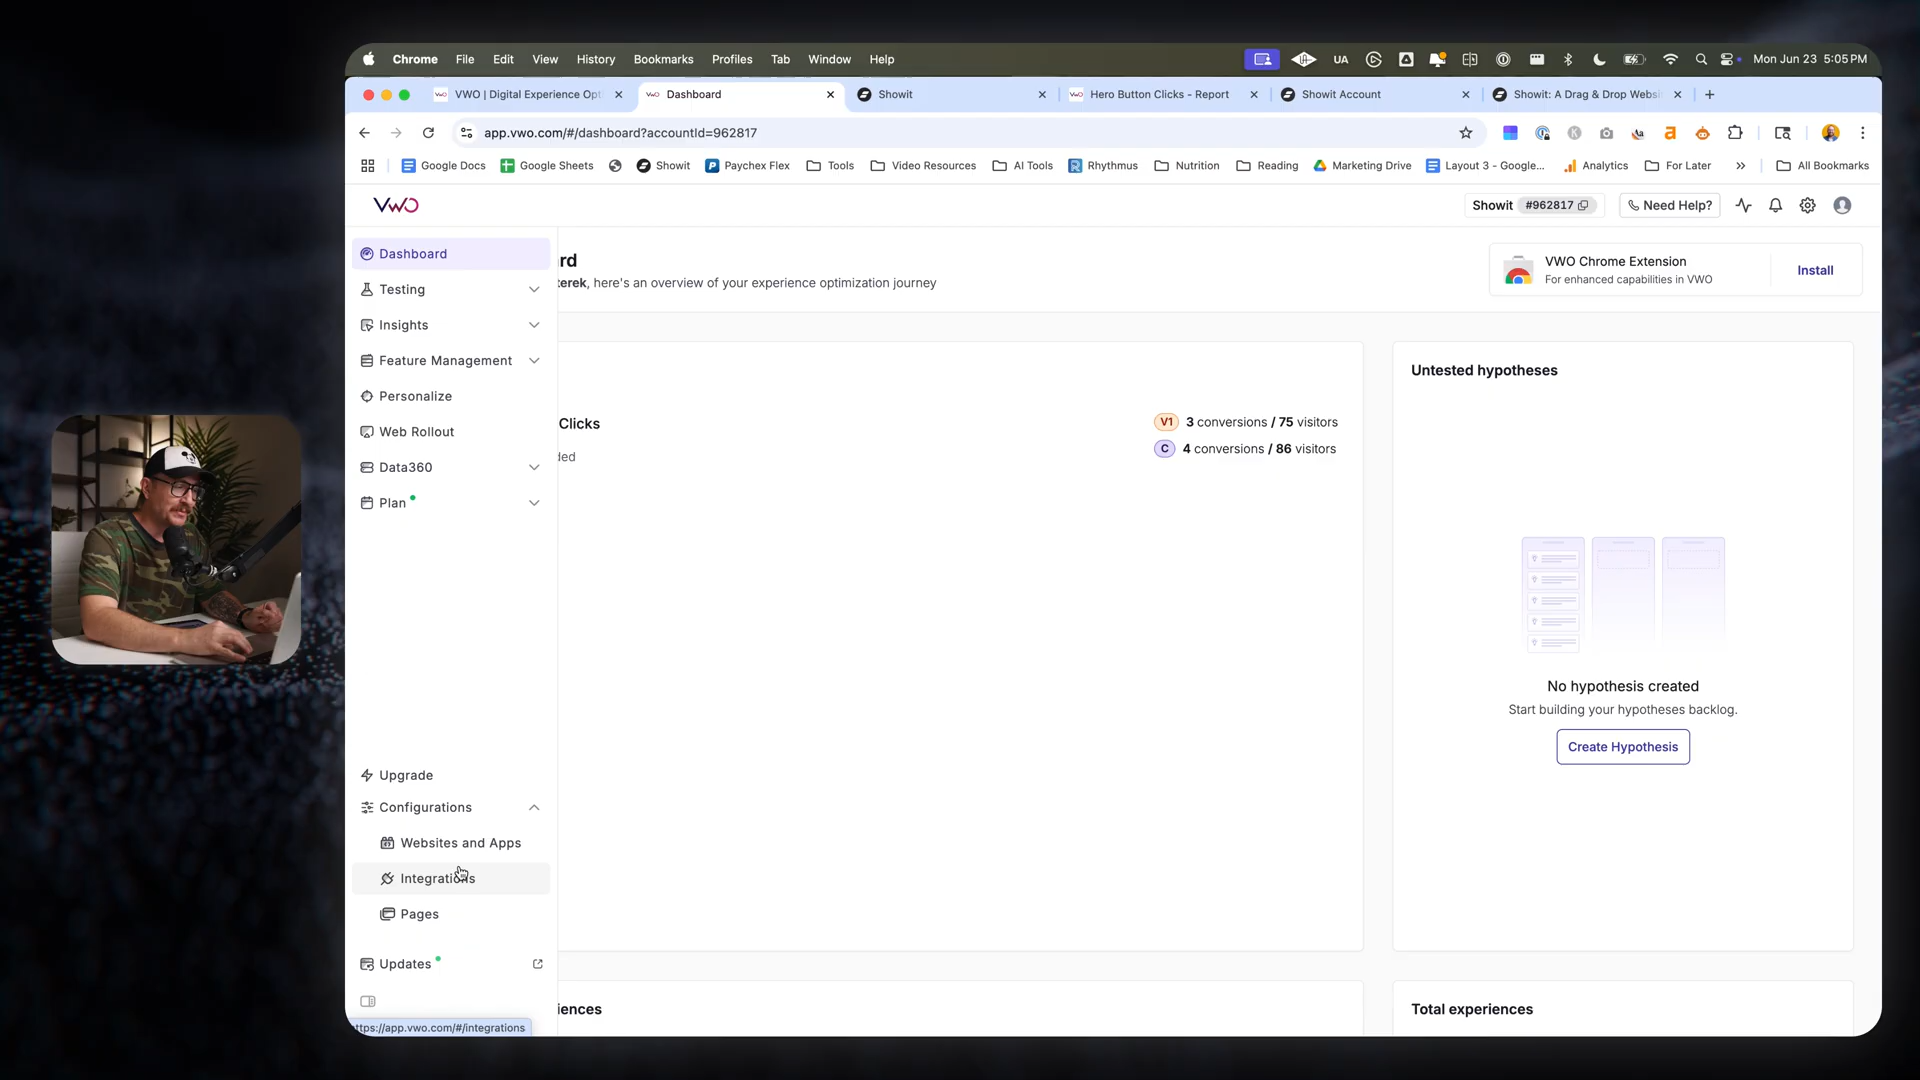 Chrome File Edit View History Bookmarks Profiles Tab Window Help UA Mon Jun 23 5:05 PM
VWO | Digital Experience Opti Dashboard Showit Hero Button Clicks - Report Showit Account Showit: A Drag & Drop Websi
app.vwo.com/#/dashboard?accountId=962817
Google Docs Google Sheets Showit Paychex Flex Tools Video Resources AI Tools Rhythmus Nutrition Reading Marketing Drive Layout 3 - Google... Analytics For Later » All Bookmarks
VWO Showit #962817 Need Help?
Dashboard
Testing
Insights
Feature Management
Personalize
Web Rollout
Data360
Plan
Upgrade
Configurations
Websites and Apps
Integrations
Pages
Updates
ttps://app.vwo.com/#/integrations
rd
terek, here's an overview of your experience optimization journey
VWO Chrome Extension
For enhanced capabilities in VWO
Install
Clicks
ded
V1 3 conversions / 75 visitors
C 4 conversions / 86 visitors
Untested hypotheses
No hypothesis created
Start building your hypotheses backlog.
Create Hypothesis
iences
Total experiences